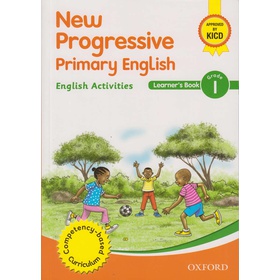 New
Progressive
Primary English
English Activities
Learner's Book
Grade
1
APPROVED
BY
KICD
Competency-based
Curriculum
OXFORD